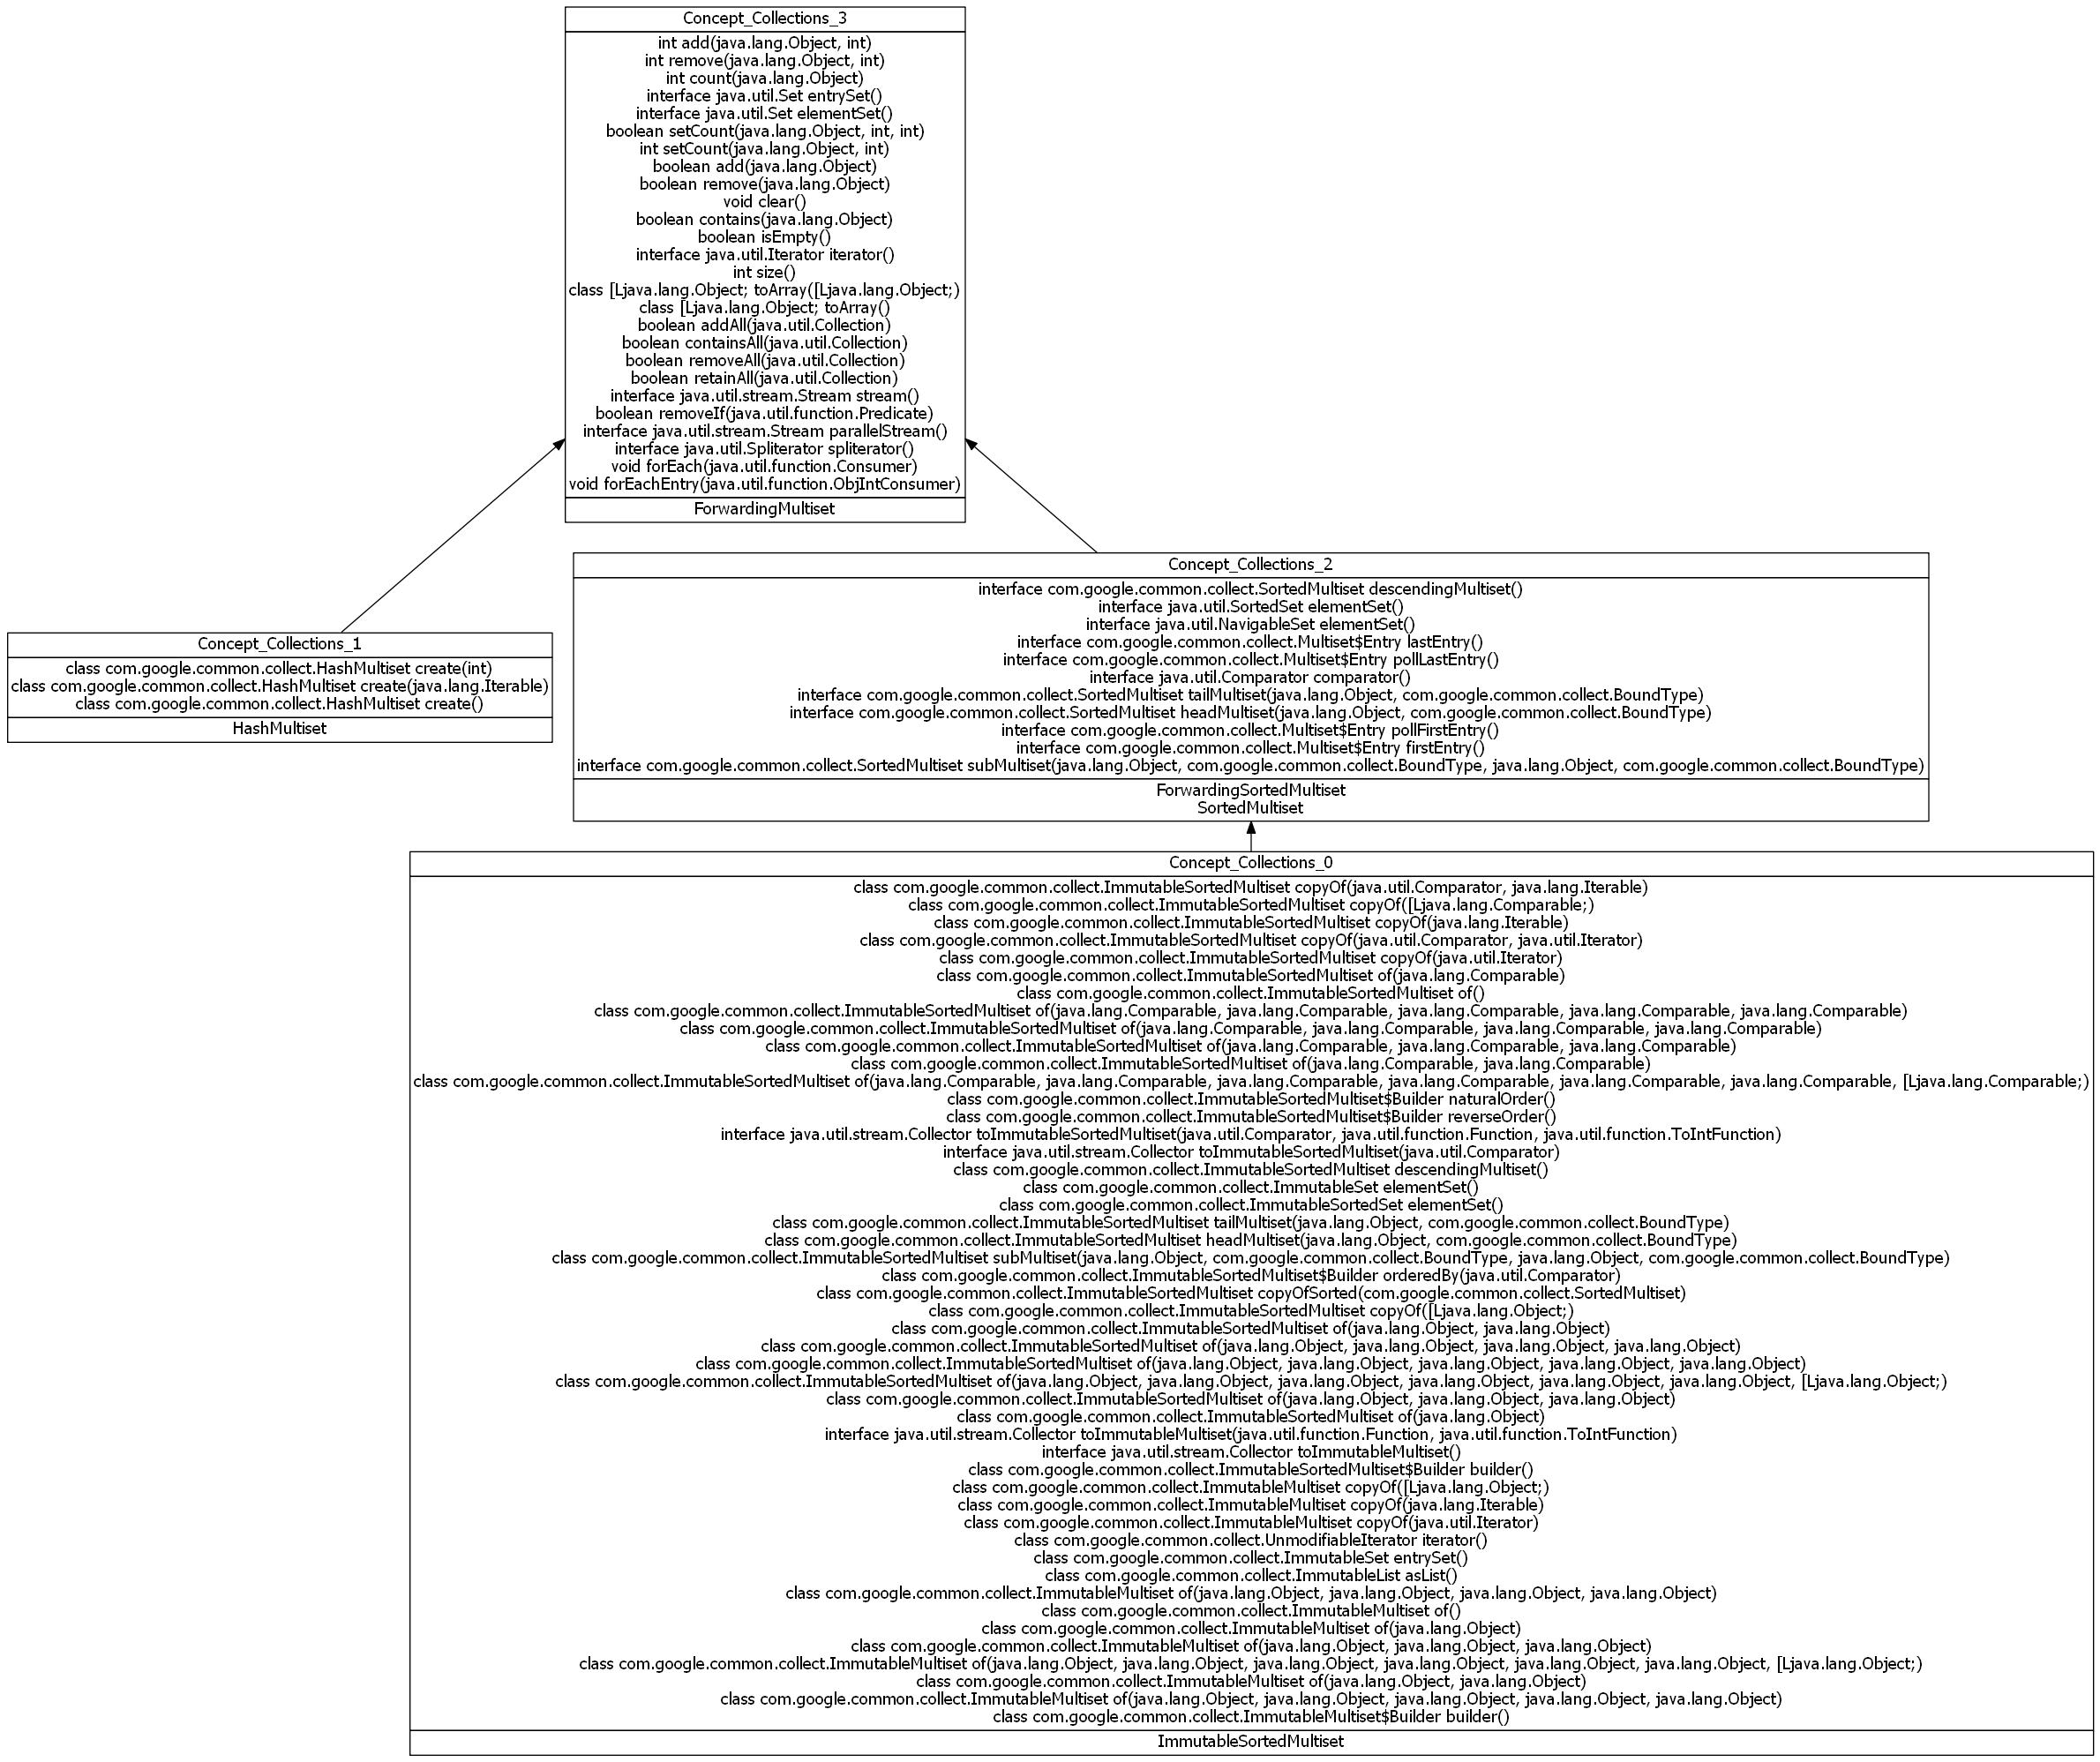 Concept_Collections_3
int add(java.lang.Object, int)
int remove(java.lang.Object, int)
int count(java.lang.Object)
interface java.util.Set entrySet()
interface java.util.Set elementSet()
boolean setCount(java.lang.Object, int, int)
int setCount(java.lang.Object, int)
boolean add(java.lang.Object)
boolean remove(java.lang.Object)
void clear()
boolean contains(java.lang.Object)
boolean isEmpty()
interface java.util.Iterator iterator()
int size()
class [Ljava.lang.Object; toArray([Ljava.lang.Object;)
class [Ljava.lang.Object; toArray()
boolean addAll(java.util.Collection)
boolean containsAll(java.util.Collection)
boolean removeAll(java.util.Collection)
boolean retainAll(java.util.Collection)
interface java.util.stream.Stream stream()
boolean removeIf(java.util.function.Predicate)
interface java.util.stream.Stream parallelStream()
interface java.util.Spliterator spliterator()
void forEach(java.util.function.Consumer)
void forEachEntry(java.util.function.ObjIntConsumer)
ForwardingMultiset
Concept_Collections_1
class com.google.common.collect.HashMultiset create(int)
class com.google.common.collect.HashMultiset create(java.lang.Iterable)
class com.google.common.collect.HashMultiset create()
HashMultiset
Concept_Collections_2
interface com.google.common.collect.SortedMultiset descendingMultiset()
interface java.util.SortedSet elementSet()
interface java.util.NavigableSet elementSet()
interface com.google.common.collect.Multiset$Entry lastEntry()
interface com.google.common.collect.Multiset$Entry pollLastEntry()
interface java.util.Comparator comparator()
interface com.google.common.collect.SortedMultiset tailMultiset(java.lang.Object, com.google.common.collect.BoundType)
interface com.google.common.collect.SortedMultiset headMultiset(java.lang.Object, com.google.common.collect.BoundType)
interface com.google.common.collect.Multiset$Entry pollFirstEntry()
interface com.google.common.collect.Multiset$Entry firstEntry()
interface com.google.common.collect.SortedMultiset subMultiset(java.lang.Object, com.google.common.collect.BoundType, java.lang.Object, com.google.common.collect.BoundType)
ForwardingSortedMultiset
SortedMultiset
Concept_Collections_0
class com.google.common.collect.ImmutableSortedMultiset copyOf(java.util.Comparator, java.lang.Iterable)
class com.google.common.collect.ImmutableSortedMultiset copyOf([Ljava.lang.Comparable;)
class com.google.common.collect.ImmutableSortedMultiset copyOf(java.lang.Iterable)
class com.google.common.collect.ImmutableSortedMultiset copyOf(java.util.Comparator, java.util.Iterator)
class com.google.common.collect.ImmutableSortedMultiset copyOf(java.util.Iterator)
class com.google.common.collect.ImmutableSortedMultiset of(java.lang.Comparable)
class com.google.common.collect.ImmutableSortedMultiset of()
class com.google.common.collect.ImmutableSortedMultiset of(java.lang.Comparable, java.lang.Comparable, java.lang.Comparable, java.lang.Comparable, java.lang.Comparable)
class com.google.common.collect.ImmutableSortedMultiset of(java.lang.Comparable, java.lang.Comparable, java.lang.Comparable, java.lang.Comparable)
class com.google.common.collect.ImmutableSortedMultiset of(java.lang.Comparable, java.lang.Comparable, java.lang.Comparable)
class com.google.common.collect.ImmutableSortedMultiset of(java.lang.Comparable, java.lang.Comparable)
class com.google.common.collect.ImmutableSortedMultiset of(java.lang.Comparable, java.lang.Comparable, java.lang.Comparable, java.lang.Comparable, java.lang.Comparable, java.lang.Comparable, [Ljava.lang.Comparable;)
class com.google.common.collect.ImmutableSortedMultiset$Builder naturalOrder()
class com.google.common.collect.ImmutableSortedMultiset$Builder reverseOrder()
interface java.util.stream.Collector toImmutableSortedMultiset(java.util.Comparator, java.util.function.Function, java.util.function.ToIntFunction)
interface java.util.stream.Collector toImmutableSortedMultiset(java.util.Comparator)
class com.google.common.collect.ImmutableSortedMultiset descendingMultiset()
class com.google.common.collect.ImmutableSet elementSet()
class com.google.common.collect.ImmutableSortedSet elementSet()
class com.google.common.collect.ImmutableSortedMultiset tailMultiset(java.lang.Object, com.google.common.collect.BoundType)
class com.google.common.collect.ImmutableSortedMultiset headMultiset(java.lang.Object, com.google.common.collect.BoundType)
class com.google.common.collect.ImmutableSortedMultiset subMultiset(java.lang.Object, com.google.common.collect.BoundType, java.lang.Object, com.google.common.collect.BoundType)
class com.google.common.collect.ImmutableSortedMultiset$Builder orderedBy(java.util.Comparator)
class com.google.common.collect.ImmutableSortedMultiset copyOfSorted(com.google.common.collect.SortedMultiset)
class com.google.common.collect.ImmutableSortedMultiset copyOf([Ljava.lang.Object;)
class com.google.common.collect.ImmutableSortedMultiset of(java.lang.Object, java.lang.Object)
class com.google.common.collect.ImmutableSortedMultiset of(java.lang.Object, java.lang.Object, java.lang.Object, java.lang.Object)
class com.google.common.collect.ImmutableSortedMultiset of(java.lang.Object, java.lang.Object, java.lang.Object, java.lang.Object, java.lang.Object)
class com.google.common.collect.ImmutableSortedMultiset of(java.lang.Object, java.lang.Object, java.lang.Object, java.lang.Object, java.lang.Object, java.lang.Object, [Ljava.lang.Object;)
class com.google.common.collect.ImmutableSortedMultiset of(java.lang.Object, java.lang.Object, java.lang.Object)
class com.google.common.collect.ImmutableSortedMultiset of(java.lang.Object)
interface java.util.stream.Collector toImmutableMultiset(java.util.function.Function, java.util.function.ToIntFunction)
interface java.util.stream.Collector toImmutableMultiset()
class com.google.common.collect.ImmutableSortedMultiset$Builder builder()
class com.google.common.collect.ImmutableMultiset copyOf([Ljava.lang.Object;)
class com.google.common.collect.ImmutableMultiset copyOf(java.lang.Iterable)
class com.google.common.collect.ImmutableMultiset copyOf(java.util.Iterator)
class com.google.common.collect.UnmodifiableIterator iterator()
class com.google.common.collect.ImmutableSet entrySet()
class com.google.common.collect.ImmutableList asList()
class com.google.common.collect.ImmutableMultiset of(java.lang.Object, java.lang.Object, java.lang.Object, java.lang.Object)
class com.google.common.collect.ImmutableMultiset of()
class com.google.common.collect.ImmutableMultiset of(java.lang.Object)
class com.google.common.collect.ImmutableMultiset of(java.lang.Object, java.lang.Object, java.lang.Object)
class com.google.common.collect.ImmutableMultiset of(java.lang.Object, java.lang.Object, java.lang.Object, java.lang.Object, java.lang.Object, java.lang.Object, [Ljava.lang.Object;)
class com.google.common.collect.ImmutableMultiset of(java.lang.Object, java.lang.Object)
class com.google.common.collect.ImmutableMultiset of(java.lang.Object, java.lang.Object, java.lang.Object, java.lang.Object, java.lang.Object)
class com.google.common.collect.ImmutableMultiset$Builder builder()
ImmutableSortedMultiset